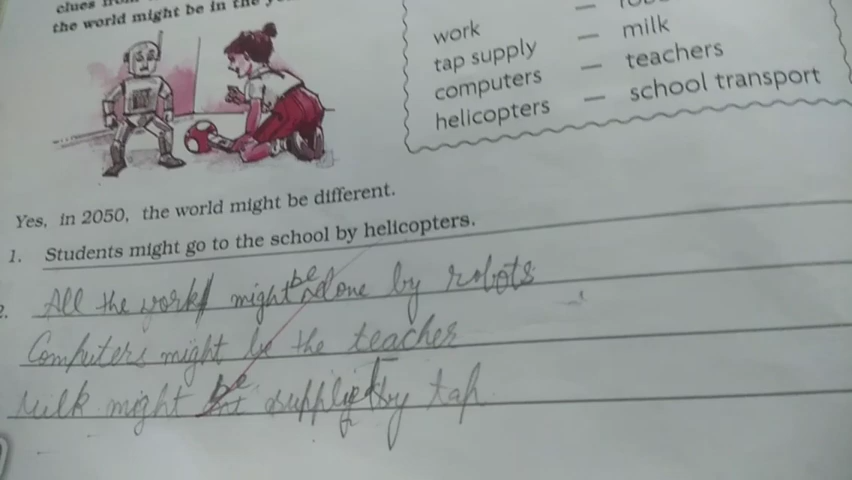 clues
the world might be in the
work —
tap supply — milk
computers — teachers
helicopters — school transport
Yes, in 2050, the world might be different.
1. Students might go to the school by helicopters.
2. All the work might be done by robots
Computers might be the teacher
Milk might be supplied by tap